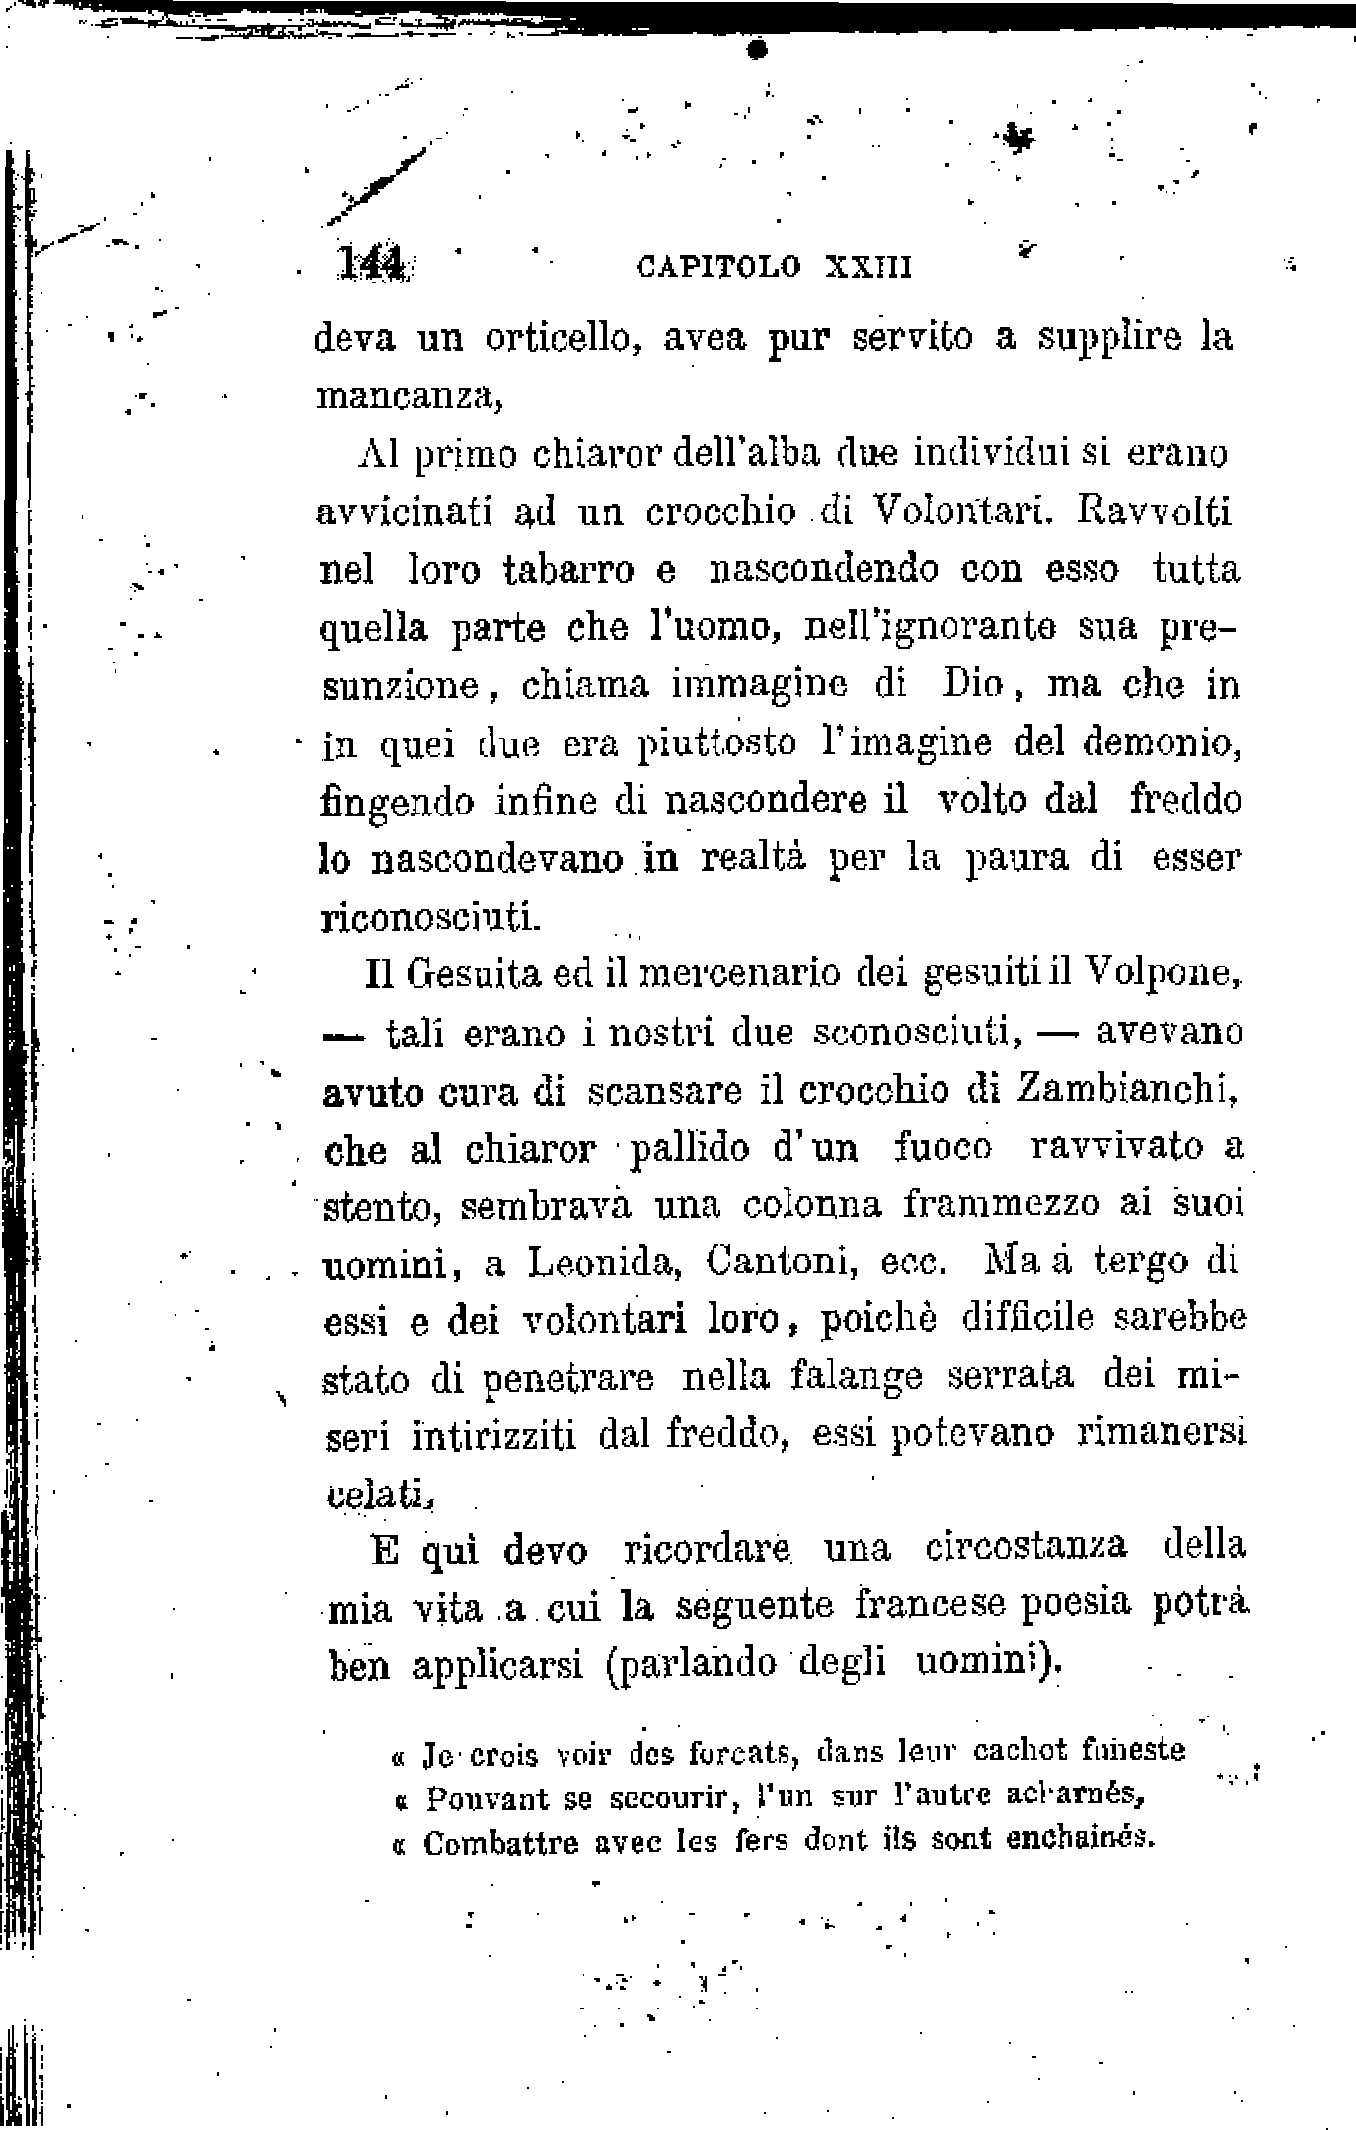 144 CAPITOLO XXIII
deva un orticello, avea pur servito a supplire la
mancanza,
Al primo chiaror dell'alba due individui si erano
avvicinati ad un crocchio di Volontari. Ravvolti
nel loro tabarro e nascondendo con esso tutta
quella parte che l'uomo, nell'ignorante sua pre-
sunzione, chiama immagine di Dio, ma che in
in quei due era piuttosto l'imagine del demonio,
fingendo infine di nascondere il volto dal freddo
lo nascondevano in realtà per la paura di esser
riconosciuti.
Il Gesuita ed il mercenario dei gesuiti il Volpone,
— tali erano i nostri due sconosciuti, — avevano
avuto cura di scansare il crocchio di Zambianchi,
che al chiaror pallido d'un fuoco ravvivato a
stento, sembrava una colonna frammezzo ai suoi
uomini, a Leonida, Cantoni, ecc. Ma a tergo di
essi e dei volontari loro, poichè difficile sarebbe
stato di penetrare nella falange serrata dei mi-
seri intirizziti dal freddo, essi potevano rimanersi
celati,
E qui devo ricordare una circostanza della
mia vita a cui la seguente francese poesia potrà
ben applicarsi (parlando degli uomini).
« Je crois voir des forcats, dans leur cachot funeste
« Pouvant se secourir, l'un sur l'autre acharnés,
« Combattre avec les fers dont ils sont enchainés.